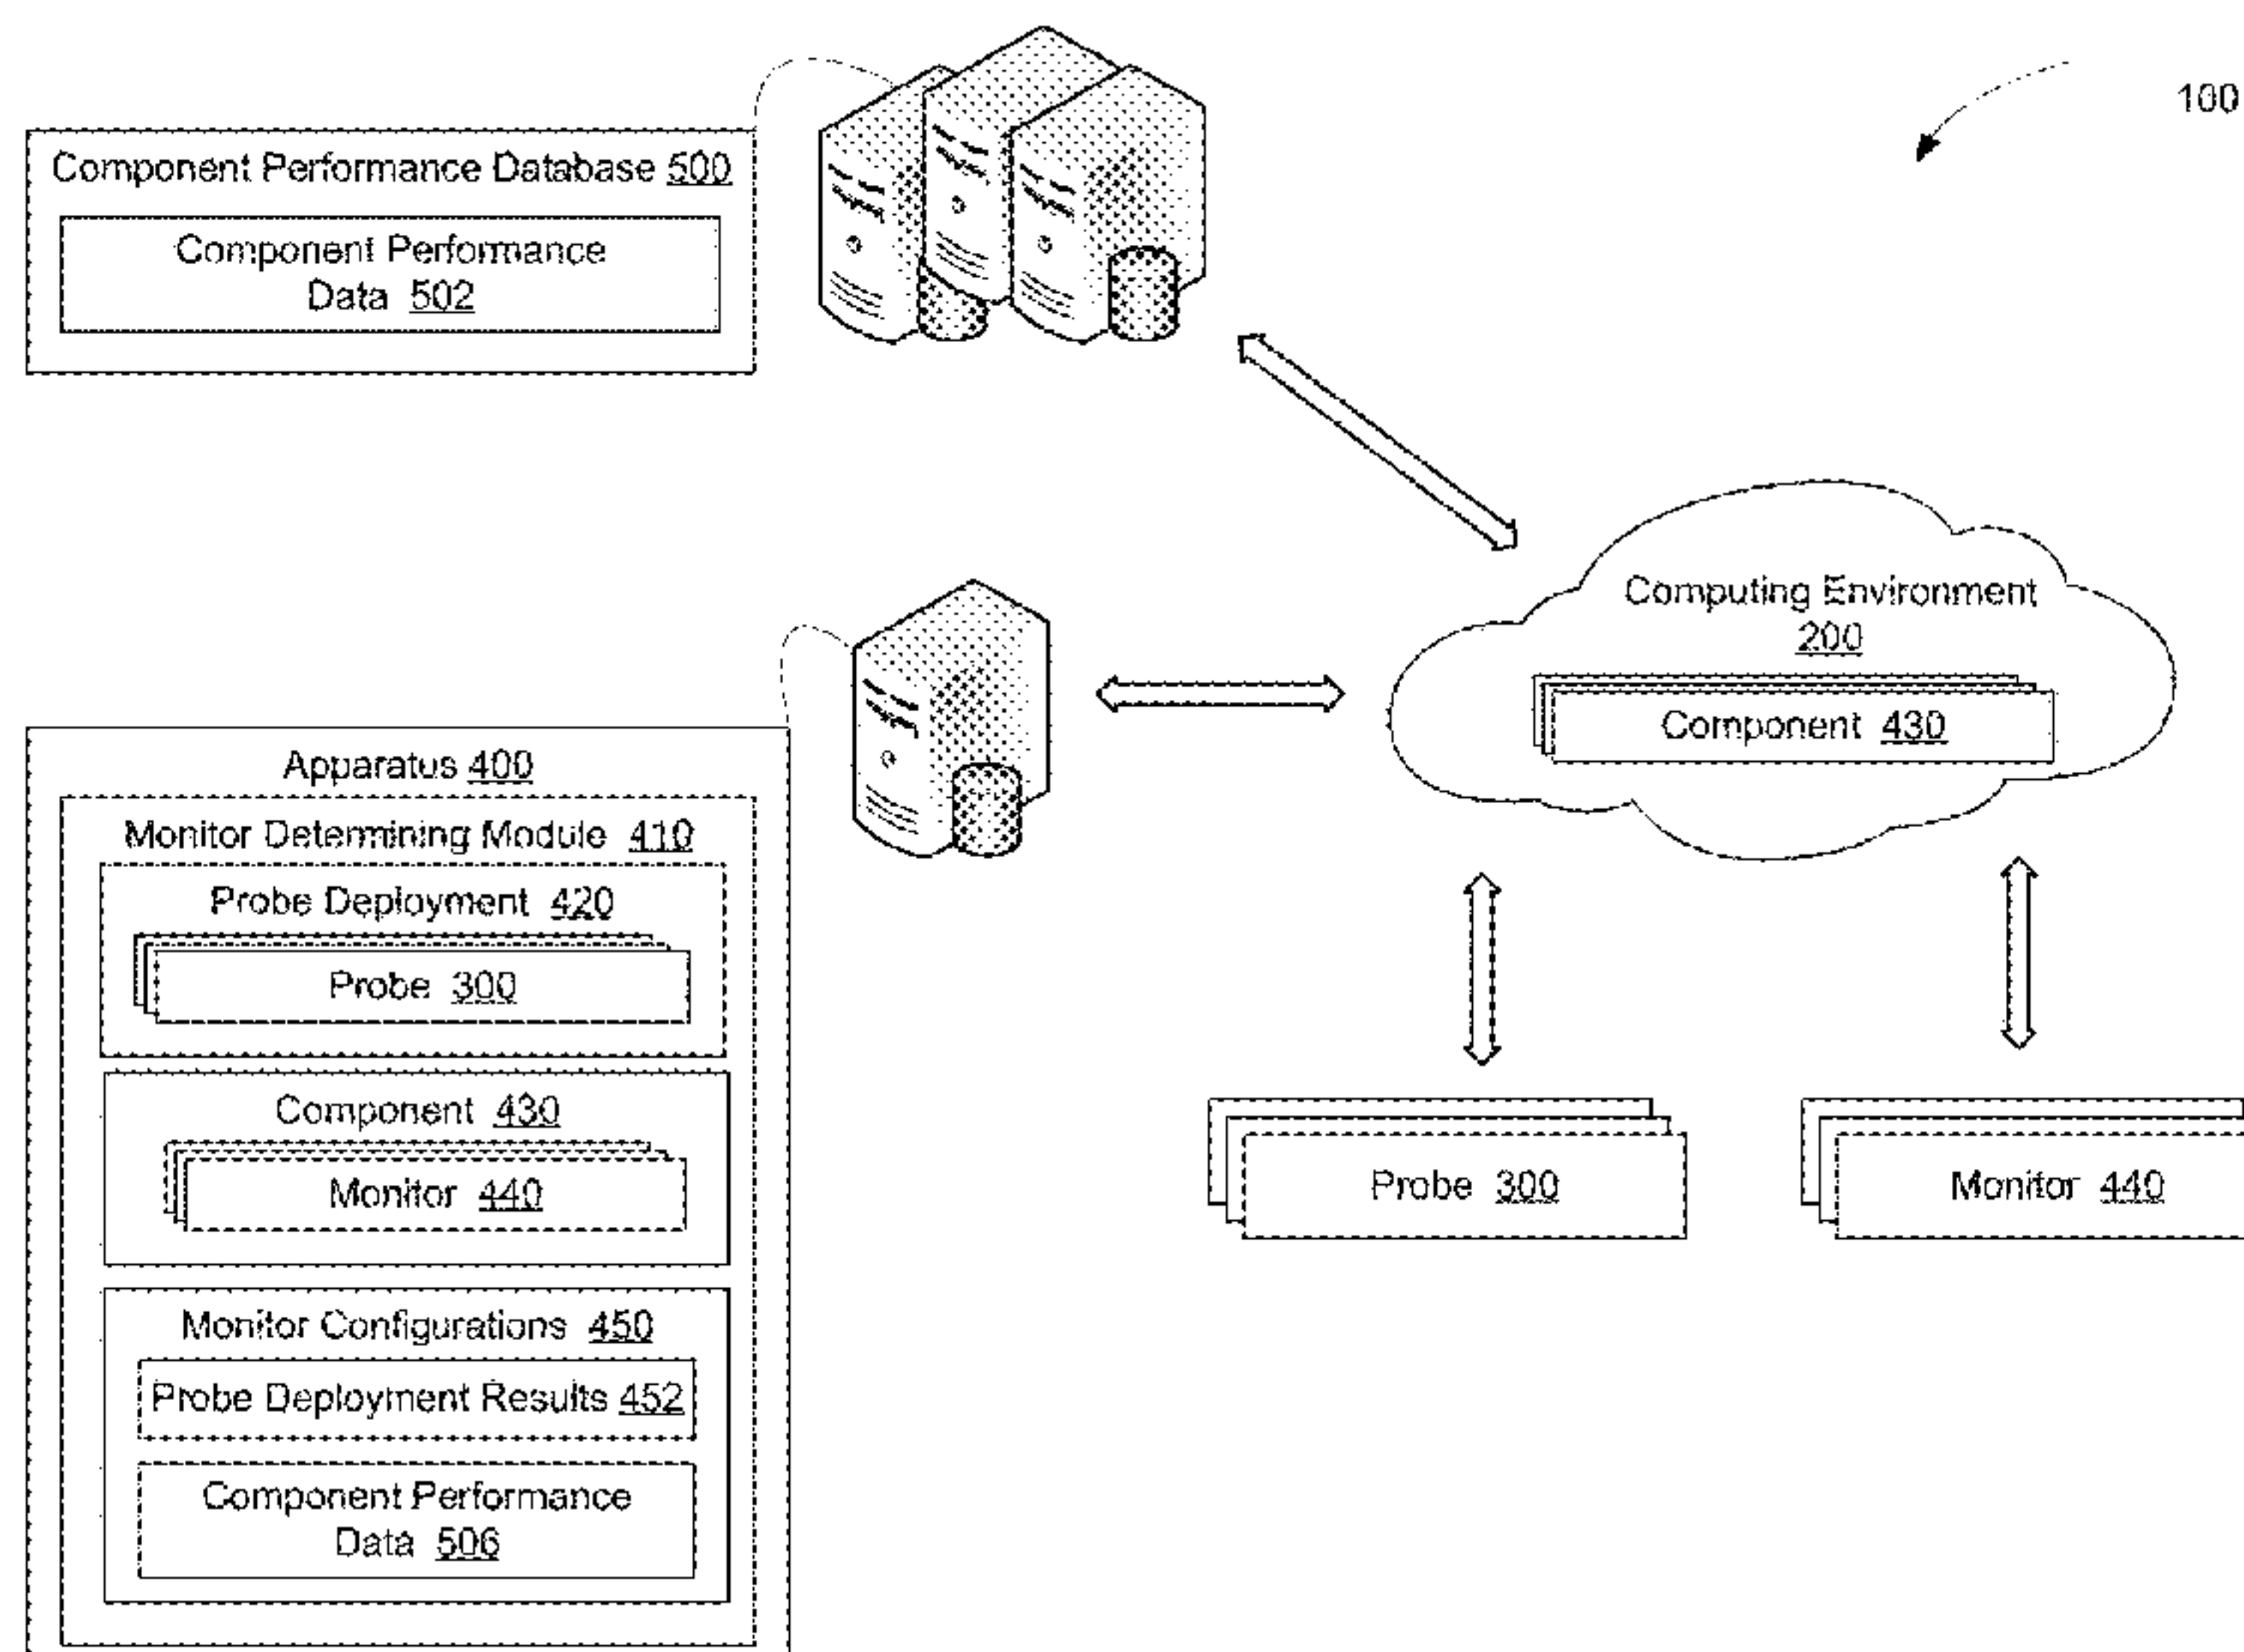 100
Component Performance Database 500
Component Performance
Data 502
Computing Environment
200
Component 430
Apparatus 400
Monitor Determining Module 410
Probe Deployment 420
Probe 300
Component 430
Monitor 440
Monitor Configurations 450
Probe Deployment Results 452
Component Performance
Data 506
Probe 300
Monitor 440